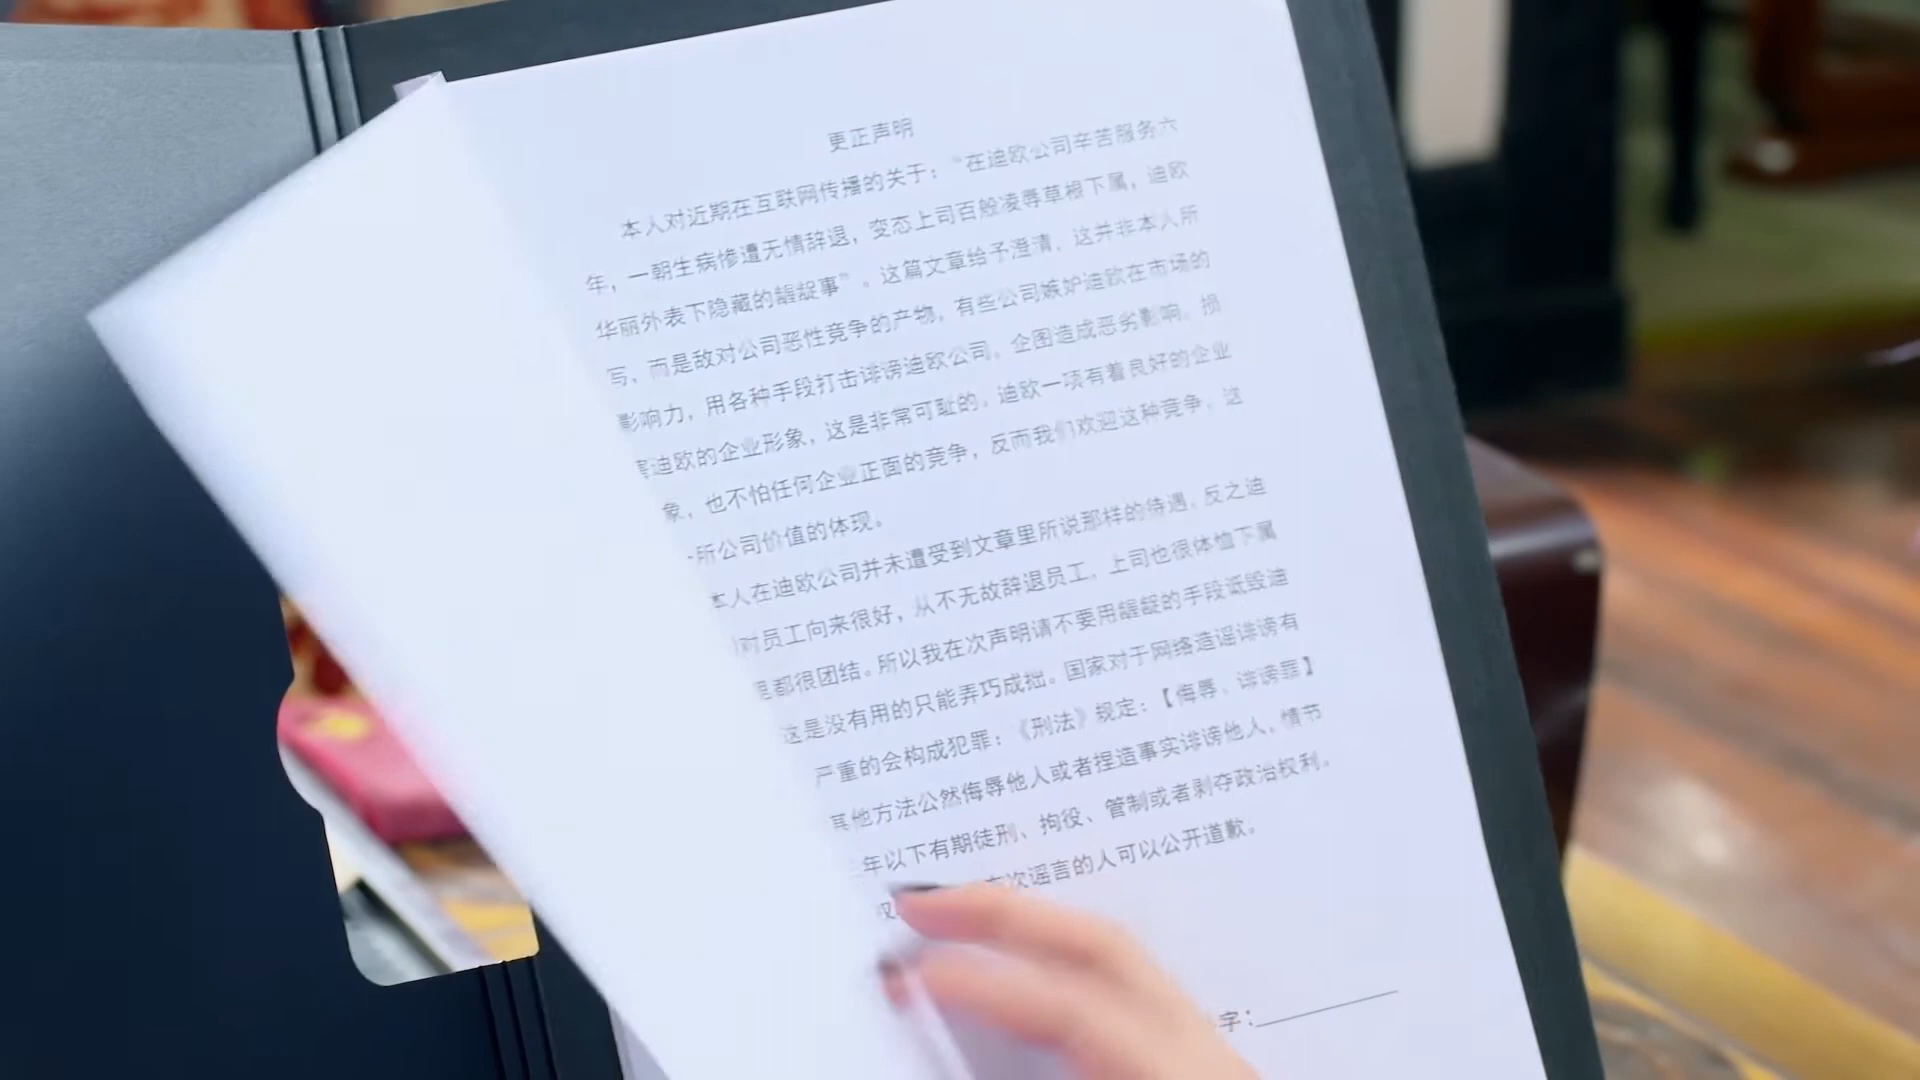 更正声明
本人对近期在互联网传播的关于：“在迪欧公司辛苦服务六
年，一朝生病惨遭无情辞退，变态上司百般凌辱草根下属，迪欧
华丽外表下隐藏的龌龊事”。这篇文章给予澄清，这并非本人所
写，而是敌对公司恶性竞争的产物，有些公司嫉妒迪欧在市场的
影响力，用各种手段打击诽谤迪欧公司，企图造成恶劣影响，损
害迪欧的企业形象，这是非常可耻的，迪欧一项有着良好的企业
象，也不怕任何企业正面的竞争，反而我们欢迎这种竞争，这
所公司价值的体现。
本人在迪欧公司并未遭受到文章里所说那样的待遇，反之迪
对员工向来很好，从不无故辞退员工，上司也很体恤下属
里都很团结。所以我在次声明请不要用龌龊的手段诋毁迪
这是没有用的只能弄巧成拙。国家对于网络造谣诽谤有
严重的会构成犯罪：《刑法》规定：【侮辱、诽谤罪】
其他方法公然侮辱他人或者捏造事实诽谤他人，情节
年以下有期徒刑、拘役、管制或者剥夺政治权利。
次谣言的人可以公开道歉。
字：